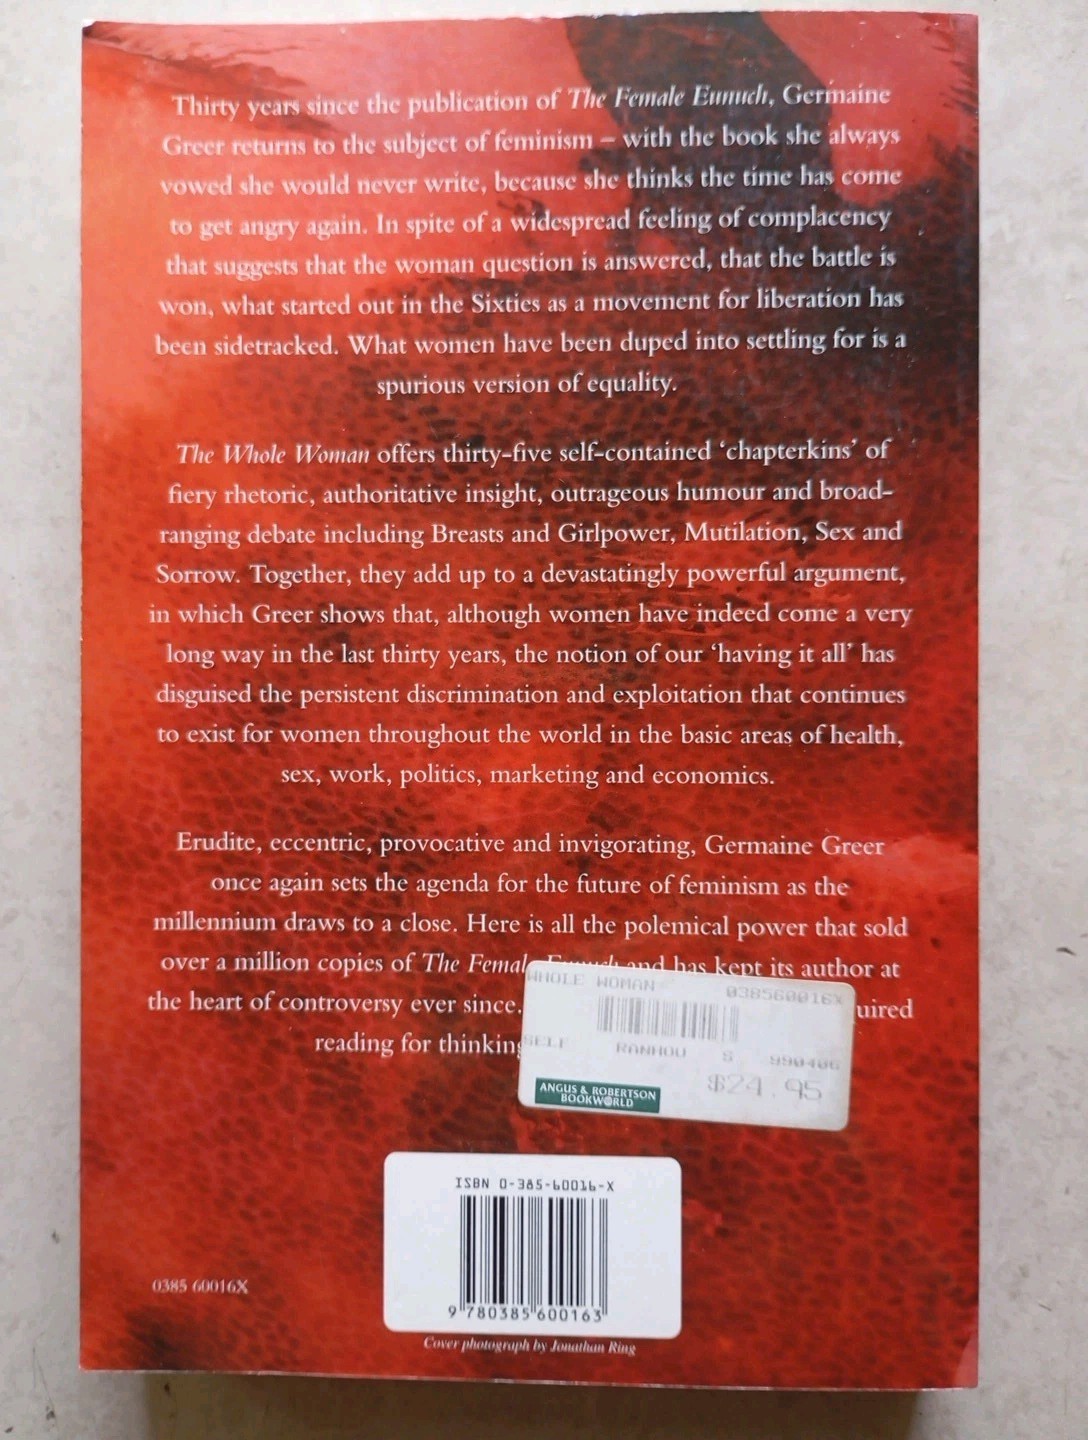 Thirty years since the publication of The Female Eunuch, Germaine
Greer returns to the subject of feminism – with the book she always
vowed she would never write, because she thinks the time has come
to get angry again. In spite of a widespread feeling of complacency
that suggests that the woman question is answered, that the battle is
won, what started out in the Sixties as a movement for liberation has
been sidetracked. What women have been duped into settling for is a
spurious version of equality.
The Whole Woman offers thirty-five self-contained ‘chapterkins’ of
fiery rhetoric, authoritative insight, outrageous humour and broad-
ranging debate including Breasts and Girlpower, Mutilation, Sex and
Sorrow. Together, they add up to a devastatingly powerful argument,
in which Greer shows that, although women have indeed come a very
long way in the last thirty years, the notion of our ‘having it all’ has
disguised the persistent discrimination and exploitation that continues
to exist for women throughout the world in the basic areas of health,
sex, work, politics, marketing and economics.
Erudite, eccentric, provocative and invigorating, Germaine Greer
once again sets the agenda for the future of feminism as the
millennium draws to a close. Here is all the polemical power that sold
over a million copies of The Female Eunuch and has kept its author at
the heart of controversy ever since. uired
reading for thinking
WHOLE WOMAN 038560016X
SELF RANHOU S 990406
$24.95
ANGUS & ROBERTSON
BOOKWORLD
ISBN 0-385-60016-X
9 780385 600163
0385 60016X
Cover photograph by Jonathan Ring